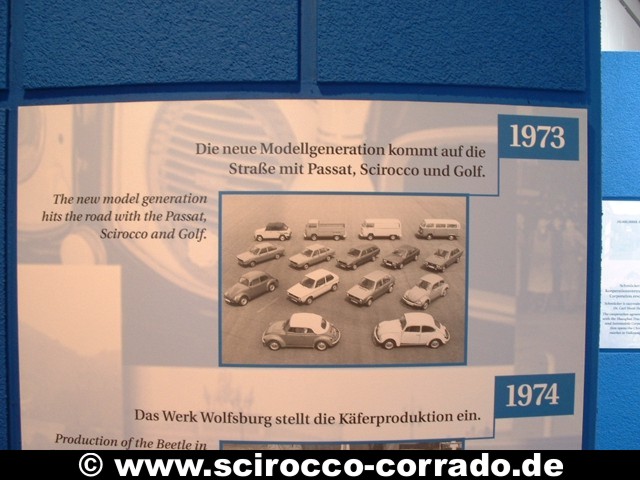 1973
Die neue Modellgeneration kommt auf die
Straße mit Passat, Scirocco und Golf.
The new model generation
hits the road with the Passat,
Scirocco and Golf.
1974
Das Werk Wolfsburg stellt die Käferproduktion ein.
Production of the Beetle in
© www.scirocco-corrado.de